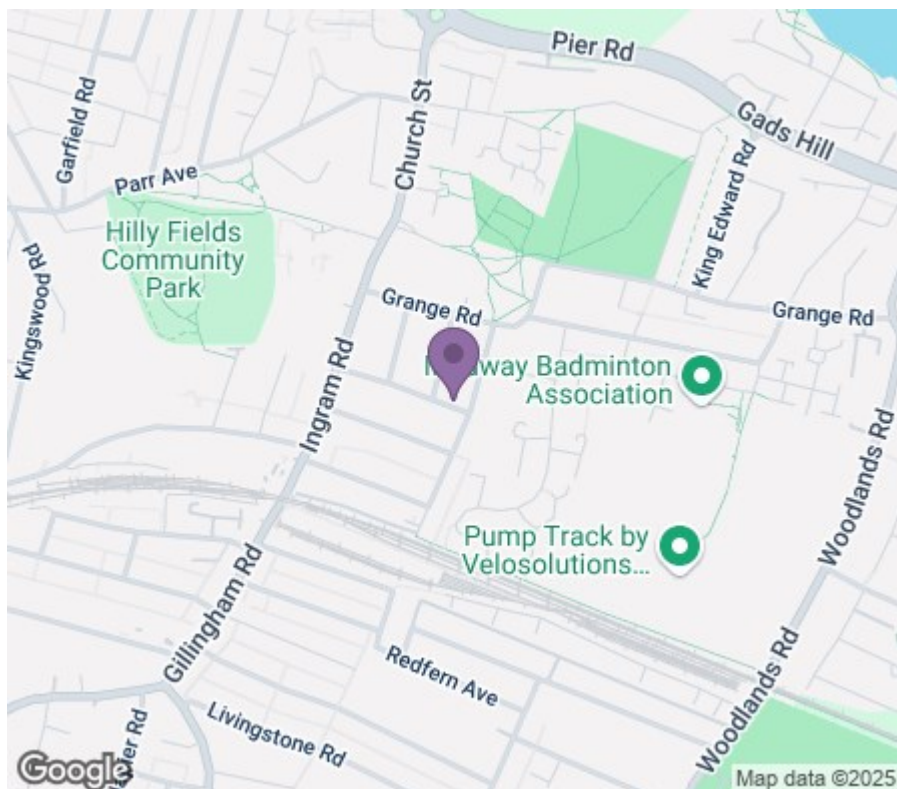 Pier Rd
Gads Hill
Garfield Rd
Church St
Parr Ave
King Edward Rd
Hilly Fields
Community
Park
Kingswood Rd
Grange Rd
Grange Rd
Badminton
Association
Ingram Rd
Woodlands Rd
Pump Track by
Velosolutions...
Gillingham Rd
Redfern Ave
Woodlands Rd
Livingstone Rd
Rd
Google
Map data ©2025